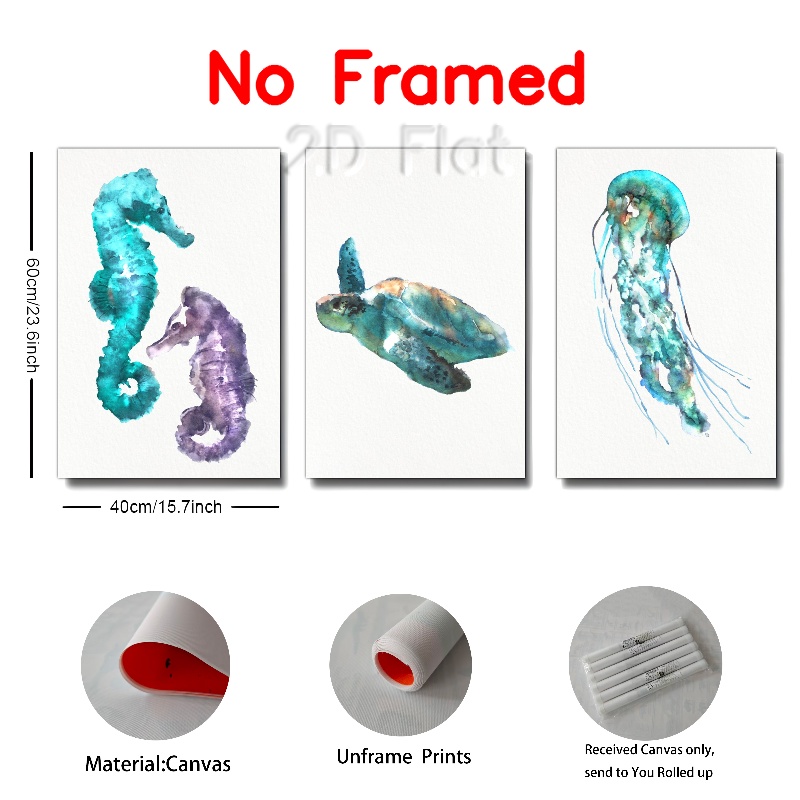 No Framed
2D Flat
60cm/23.6inch
40cm/15.7inch
Material:Canvas
Unframe Prints
Received Canvas only,
send to You Rolled up